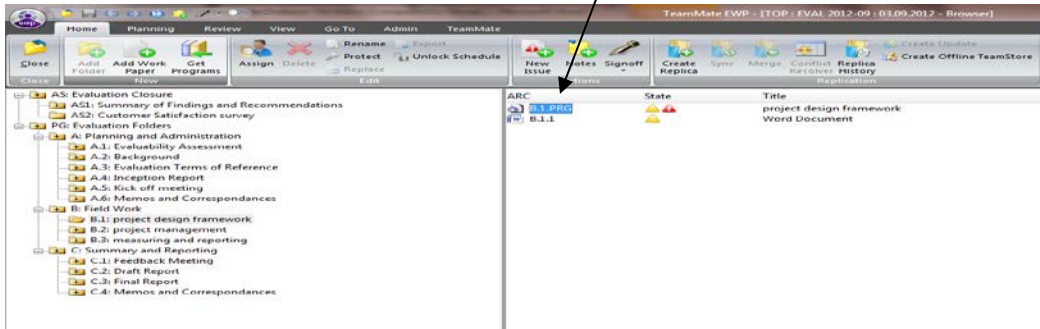 TeamMate EWP - [TOP : EVAL 2012-09 : 03.09.2012 - Browser]
ewp
Home Planning Review View Go To Admin TeamMate
Close
Add Folder
Add Work Paper
Get Programs
Assign
Delete
Rename
Protect
Replace
Export
Unlock Schedule
New Issue
Notes
Signoff
Create Replica
Sync
Merge
Conflict Resolver
Replica History
Create Update
Create Offline TeamStore
Close New Edit Replication
AS: Evaluation Closure
AS1: Summary of Findings and Recommendations
AS2: Customer Satisfaction survey
PG: Evaluation Folders
A: Planning and Administration
A.1: Evaluability Assessment
A.2: Background
A.3: Evaluation Terms of Reference
A.4: Inception Report
A.5: Kick off meeting
A.6: Memos and Correspondances
B: Field Work
B.1: project design framework
B.2: project management
B.3: measuring and reporting
C: Summary and Reporting
C.1: Feedback Meeting
C.2: Draft Report
C.3: Final Report
C.4: Memos and Correspondances
ARC State Title
B.1.PRG project design framework
B.1.1 Word Document